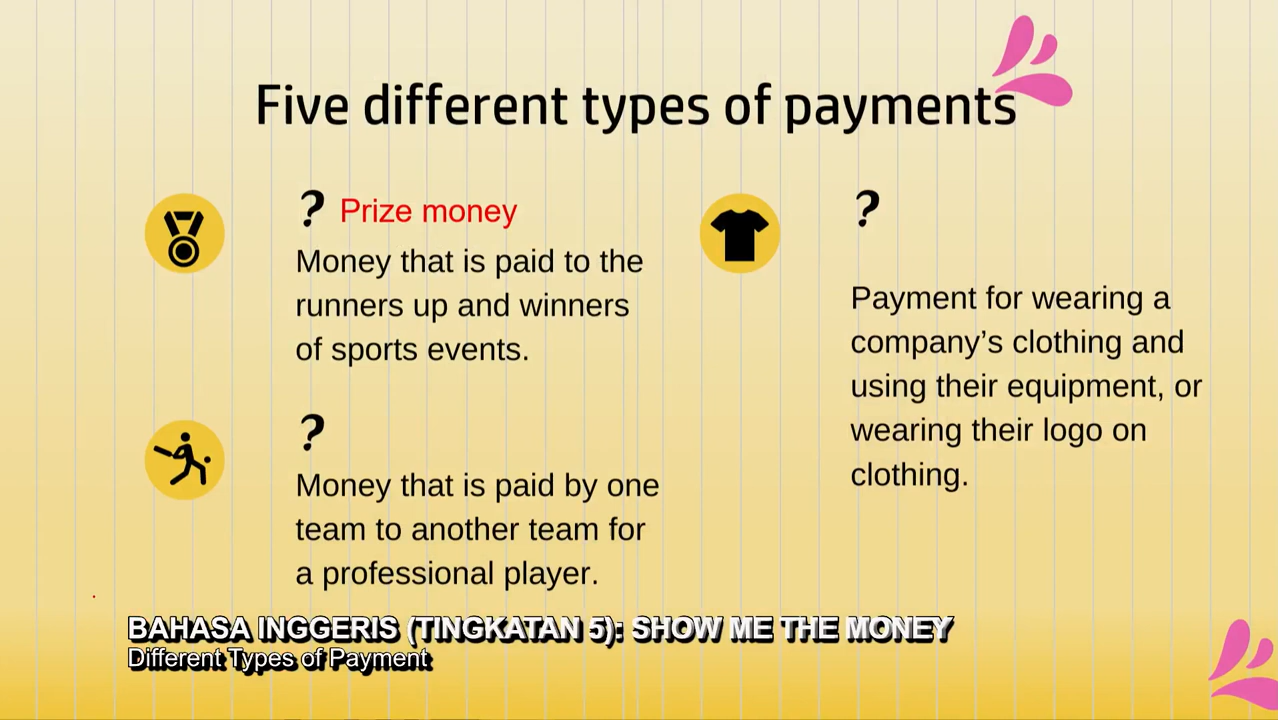 Five different types of payments
? Prize money
Money that is paid to the
runners up and winners
of sports events.
?
Money that is paid by one
team to another team for
a professional player.
?
Payment for wearing a
company’s clothing and
using their equipment, or
wearing their logo on
clothing.
BAHASA INGGERIS (TINGKATAN 5): SHOW ME THE MONEY
Different Types of Payment